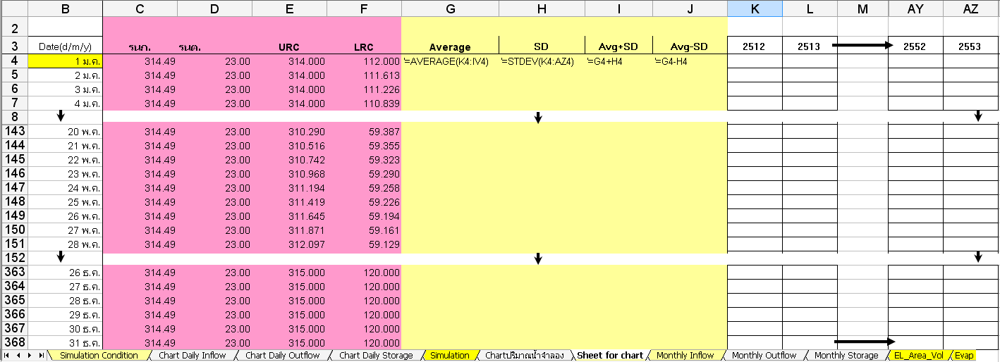 B C D E F G H I J K L M AY AZ
2
3 Date(d/m/y) รนก. รนต. URC LRC Average SD Avg+SD Avg-SD 2512 2513 2552 2553
4 1 ม.ค. 314.49 23.00 314.000 112.000 '=AVERAGE(K4:IV4) '=STDEV(K4:AZ4) '=G4+H4 '=G4-H4
5 2 ม.ค. 314.49 23.00 314.000 111.613
6 3 ม.ค. 314.49 23.00 314.000 111.226
7 4 ม.ค. 314.49 23.00 314.000 110.839
8
143 20 พ.ค. 314.49 23.00 310.290 59.387
144 21 พ.ค. 314.49 23.00 310.516 59.355
145 22 พ.ค. 314.49 23.00 310.742 59.323
146 23 พ.ค. 314.49 23.00 310.968 59.290
147 24 พ.ค. 314.49 23.00 311.194 59.258
148 25 พ.ค. 314.49 23.00 311.419 59.226
149 26 พ.ค. 314.49 23.00 311.645 59.194
150 27 พ.ค. 314.49 23.00 311.871 59.161
151 28 พ.ค. 314.49 23.00 312.097 59.129
152
363 26 ธ.ค. 314.49 23.00 315.000 120.000
364 27 ธ.ค. 314.49 23.00 315.000 120.000
365 28 ธ.ค. 314.49 23.00 315.000 120.000
366 29 ธ.ค. 314.49 23.00 315.000 120.000
367 30 ธ.ค. 314.49 23.00 315.000 120.000
368 31 ธ.ค. 314.49 23.00 315.000 120.000
Simulation Condition Chart Daily Inflow Chart Daily Outflow Chart Daily Storage Simulation Chartปริมาณน้ำจำลอง Sheet for chart Monthly Inflow Monthly Outflow Monthly Storage EL_Area_Vol Evap